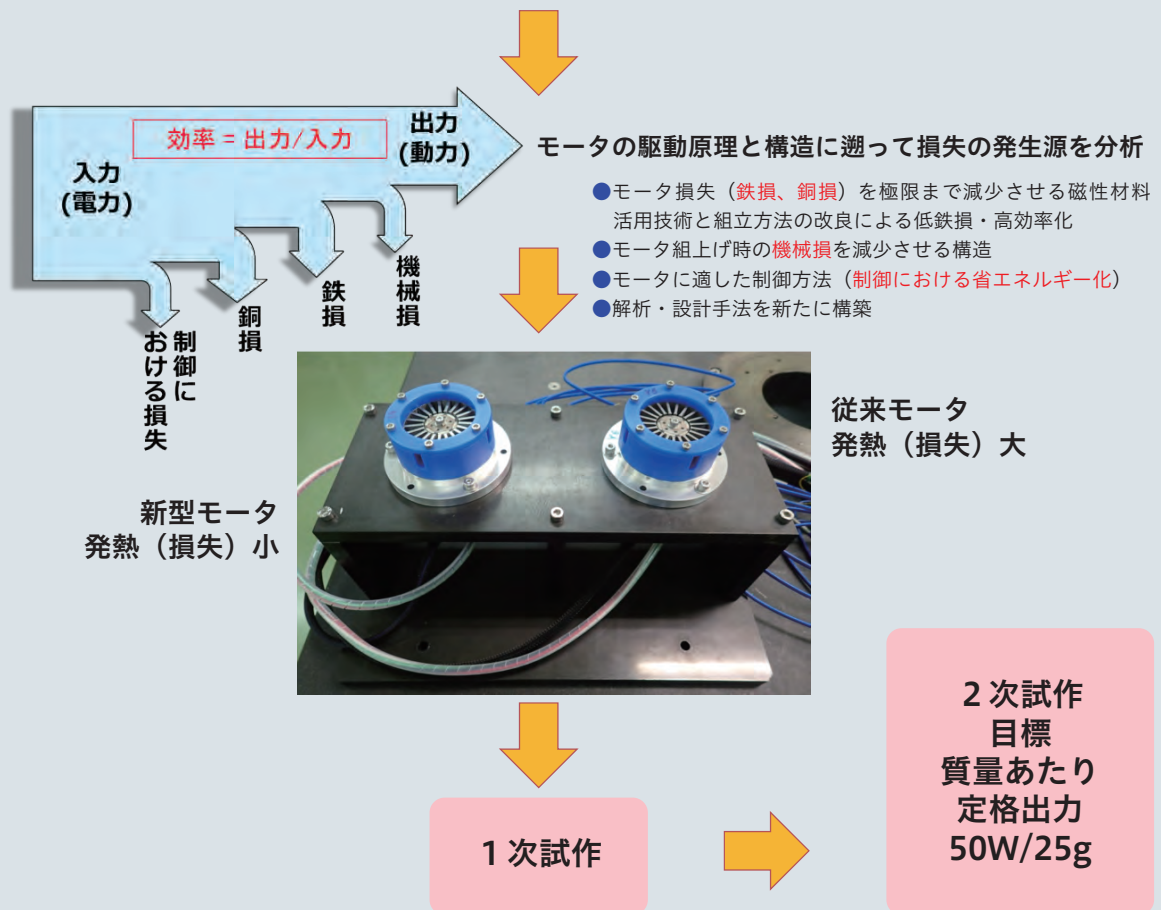 効率 = 出力/入力
入力
(電力)
出力
(動力)
制御に
おける損失
銅損
鉄損
機械損
モータの駆動原理と構造に遡って損失の発生源を分析
●モータ損失（鉄損、銅損）を極限まで減少させる磁性材料
活用技術と組立方法の改良による低鉄損・高効率化
●モータ組上げ時の機械損を減少させる構造
●モータに適した制御方法（制御における省エネルギー化）
●解析・設計手法を新たに構築
従来モータ
発熱（損失）大
新型モータ
発熱（損失）小
１次試作
２次試作
目標
質量あたり
定格出力
50W/25g